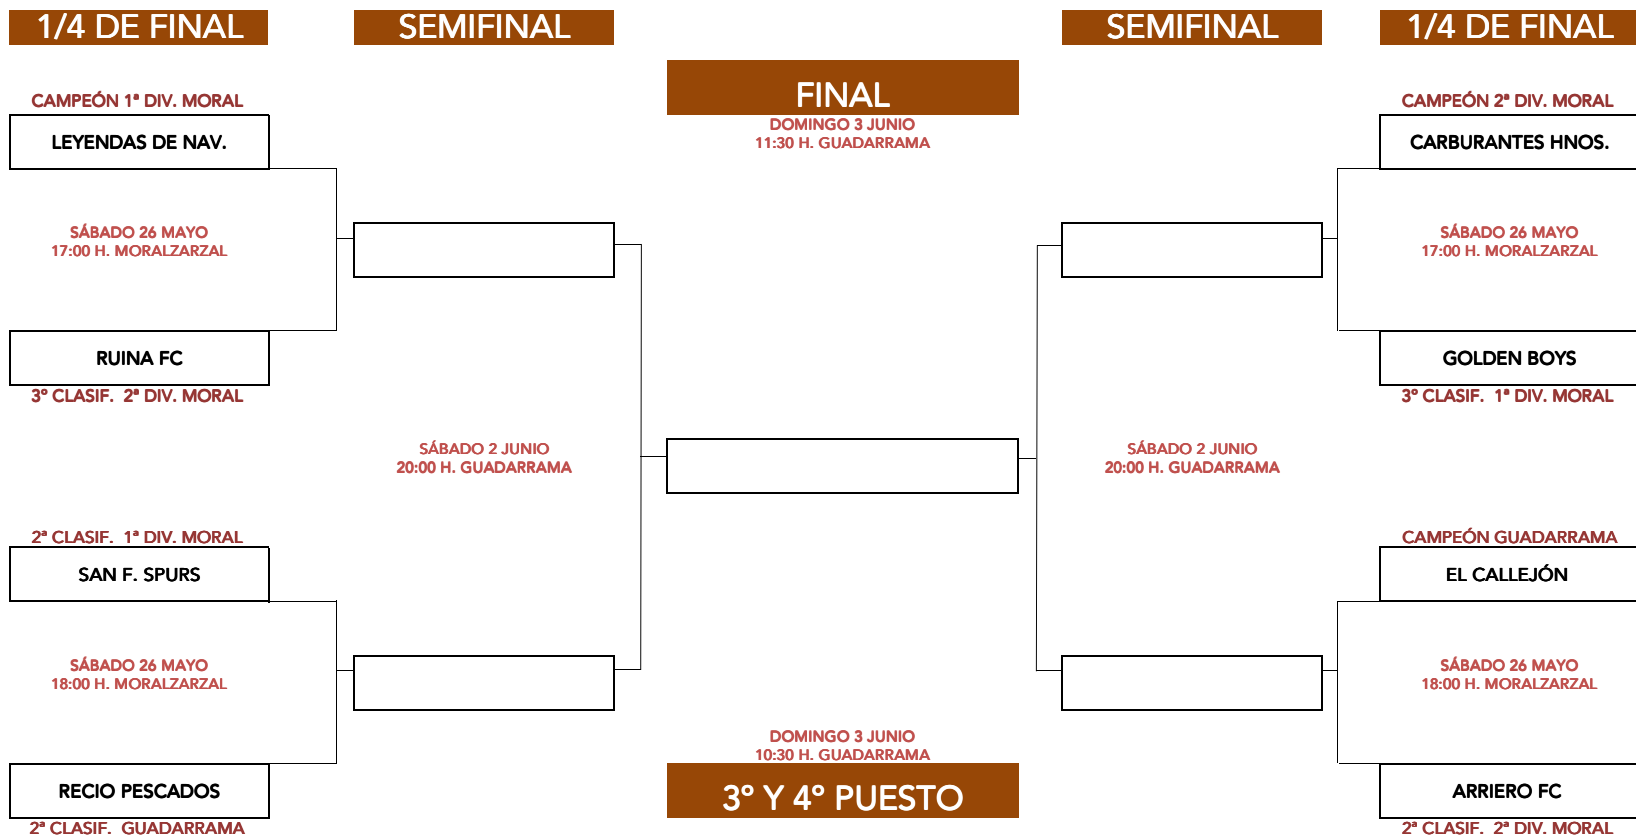 1/4 DE FINAL
SEMIFINAL
SEMIFINAL
1/4 DE FINAL
FINAL
DOMINGO 3 JUNIO
11:30 H. GUADARRAMA
CAMPEÓN 1ª DIV. MORAL
LEYENDAS DE NAV.
SÁBADO 26 MAYO
17:00 H. MORALZARZAL
RUINA FC
3º CLASIF.  2ª DIV. MORAL
CAMPEÓN 2ª DIV. MORAL
CARBURANTES HNOS.
SÁBADO 26 MAYO
17:00 H. MORALZARZAL
GOLDEN BOYS
3º CLASIF.  1ª DIV. MORAL
SÁBADO 2 JUNIO
20:00 H. GUADARRAMA
SÁBADO 2 JUNIO
20:00 H. GUADARRAMA
2ª CLASIF.  1ª DIV. MORAL
SAN F. SPURS
SÁBADO 26 MAYO
18:00 H. MORALZARZAL
RECIO PESCADOS
2ª CLASIF.  GUADARRAMA
CAMPEÓN GUADARRAMA
EL CALLEJÓN
SÁBADO 26 MAYO
18:00 H. MORALZARZAL
ARRIERO FC
2ª CLASIF.  2ª DIV. MORAL
DOMINGO 3 JUNIO
10:30 H. GUADARRAMA
3º Y 4º PUESTO